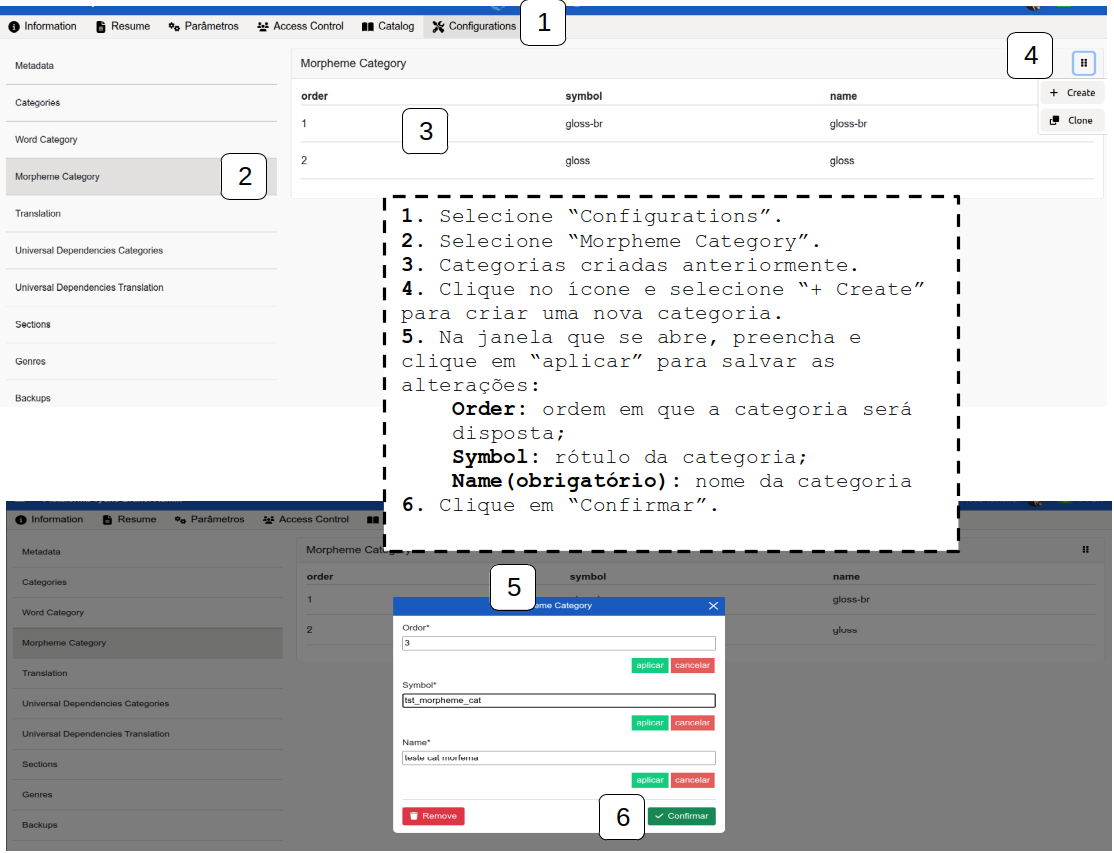 Information Resume Parâmetros Access Control Catalog Configurations 1
Metadata
Categories
Word Category
Morpheme Category 2
Translation
Universal Dependencies Categories
Universal Dependencies Translation
Sections
Genres
Backups
Morpheme Category 4
+ Create
Clone
order symbol name
1 gloss-br gloss-br
3
2 gloss gloss
1. Selecione “Configurations”.
2. Selecione “Morpheme Category”.
3. Categorias criadas anteriormente.
4. Clique no ícone e selecione “+ Create”
para criar uma nova categoria.
5. Na janela que se abre, preencha e
clique em “aplicar” para salvar as
alterações:
Order: ordem em que a categoria será
disposta;
Symbol: rótulo da categoria;
Name(obrigatório): nome da categoria
6. Clique em “Confirmar”.
Information Resume Parâmetros Access Control
Metadata
Categories
Word Category
Morpheme Category
Translation
Universal Dependencies Categories
Universal Dependencies Translation
Sections
Genres
Backups
Morpheme Cat
order symbol name
1 gloss-br
2 gloss
5
eme Category
Ordor*
3
aplicar cancelar
Symbol*
tst_morpheme_cat
aplicar cancelar
Name*
teste cat morfema
aplicar cancelar
Remove 6 Confirmar